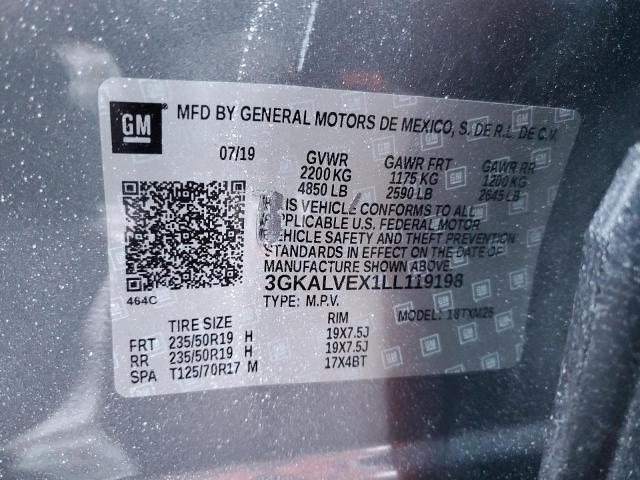 GM
MFD BY GENERAL MOTORS DE MEXICO, S. DE R.L. DE C.V.
07/19 GVWR GAWR FRT GAWR RR
2200 KG 1175 KG 1200 KG
4850 LB 2590 LB 2645 LB
THIS VEHICLE CONFORMS TO ALL
APPLICABLE U.S. FEDERAL MOTOR
VEHICLE SAFETY AND THEFT PREVENTION
STANDARDS IN EFFECT ON THE DATE OF
MANUFACTURE SHOWN ABOVE
3GKALVEX1LL119198
464C
TYPE: M.P.V. MODEL: 18TXM26
TIRE SIZE RIM
FRT 235/50R19 H 19X7.5J
RR 235/50R19 H 19X7.5J
SPA T125/70R17 M 17X4BT